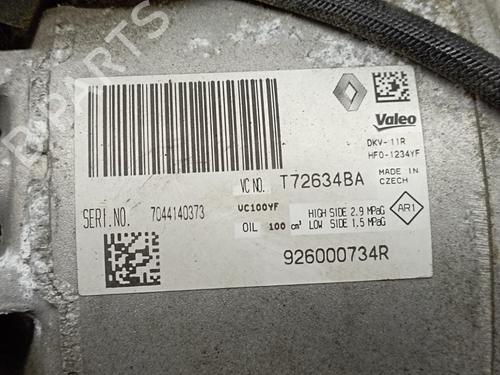 Valeo
DKV-11R
HFO-1234YF
MADE IN
CZECH
VC NO. T72634BA
SERI.NO. 7044140373
VC100YF
OIL 100 cm³
HIGH SIDE 2.9 MPaG
LOW SIDE 1.5 MPaG
AR1
926000734R
B-PARTS